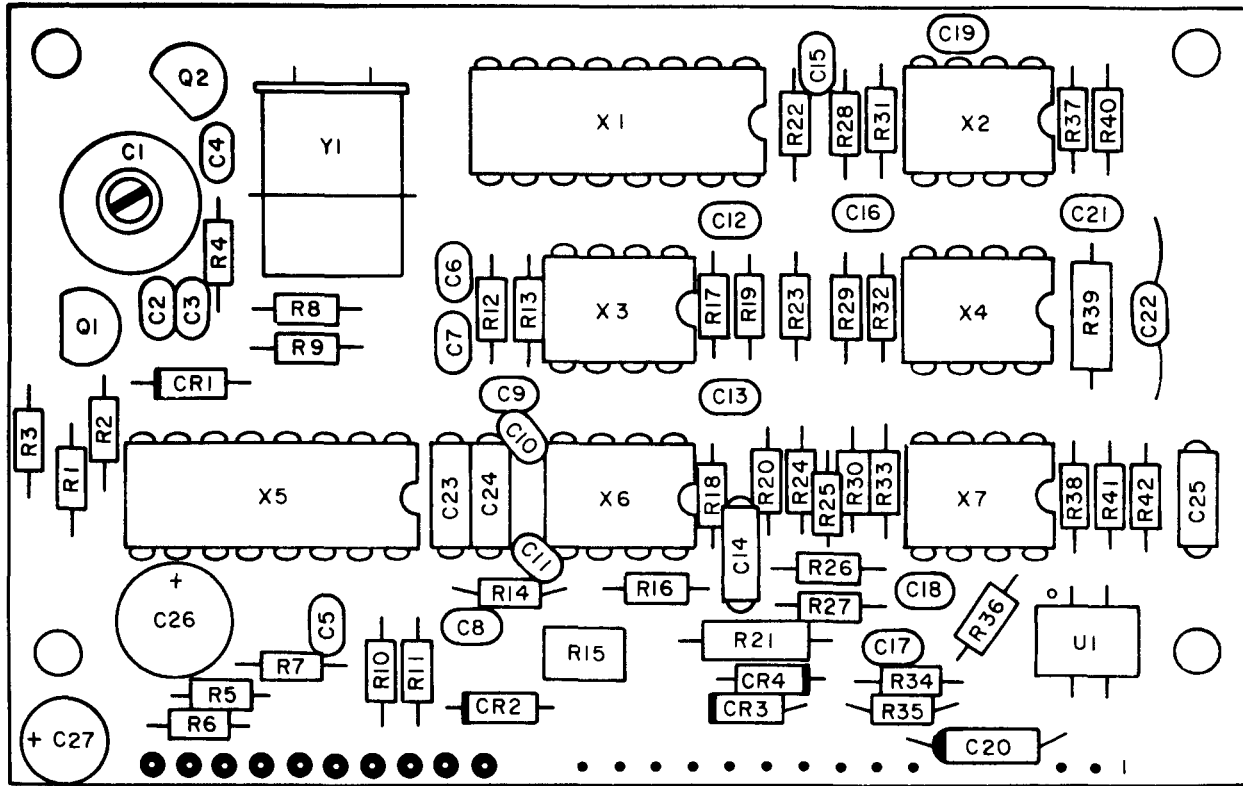 C19
Q2
C15
C4
C1
Y1
X1
R22
R28
R31
X2
R37
R40
C12
C16
C21
R4
C6
C2
C3
R12
R13
X3
R17
R19
R23
R29
R32
X4
R39
C22
Q1
R8
R9
C7
CR1
C9
C13
R3
R1
R2
C10
X5
C23
C24
X6
R18
R20
R24
R25
R30
R33
X7
R38
R41
R42
C25
C11
C14
R26
+
C26
C5
R14
R16
R27
C18
R36
U1
C8
R21
R15
C17
R7
R10
R11
CR4
R34
R5
CR2
CR3
R35
R6
+ C27
C20
1